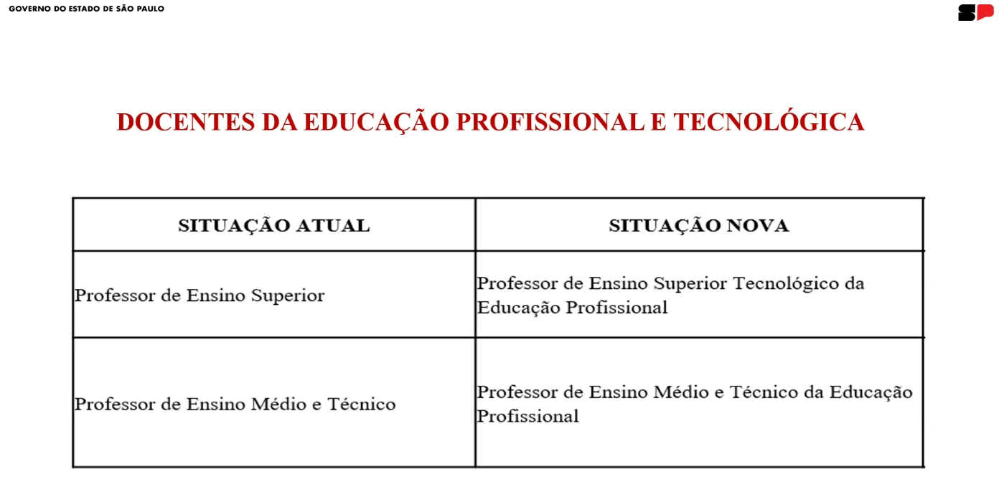 GOVERNO DO ESTADO DE SÃO PAULO
SP
DOCENTES DA EDUCAÇÃO PROFISSIONAL E TECNOLÓGICA
SITUAÇÃO ATUAL
SITUAÇÃO NOVA
Professor de Ensino Superior
Professor de Ensino Superior Tecnológico da
Educação Profissional
Professor de Ensino Médio e Técnico
Professor de Ensino Médio e Técnico da Educação
Profissional